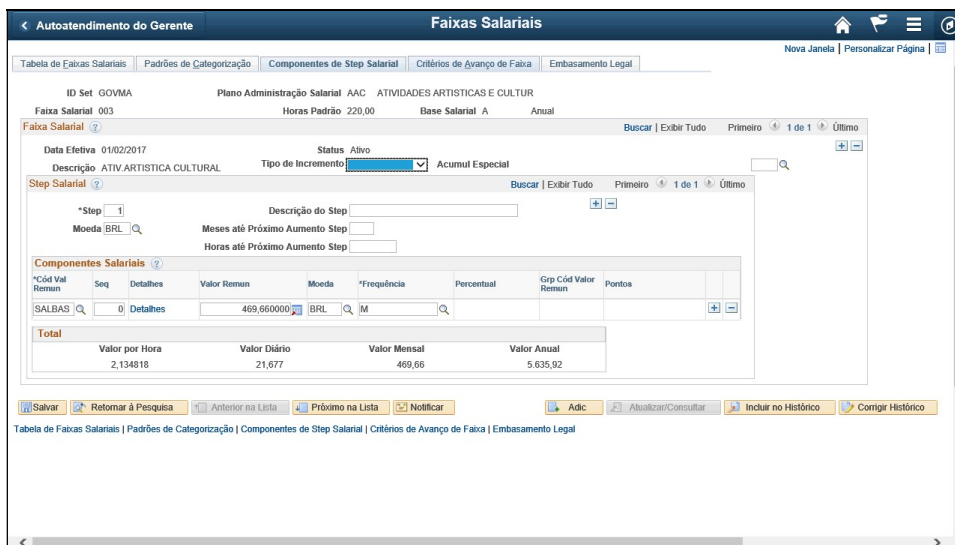 Autoatendimento do Gerente Faixas Salariais
Nova Janela | Personalizar Página |
Tabela de Faixas Salariais Padrões de Categorização Componentes de Step Salarial Critérios de Avanço de Faixa Embasamento Legal
ID Set GOVMA Plano Administração Salarial AAC ATIVIDADES ARTISTICAS E CULTUR
Faixa Salarial 003 Horas Padrão 220,00 Base Salarial A Anual
Faixa Salarial ? Buscar | Exibir Tudo Primeiro 1 de 1 Último
Data Efetiva 01/02/2017 Status Ativo
Descrição ATIV.ARTISTICA CULTURAL Tipo de Incremento Acumul Especial
Step Salarial ? Buscar | Exibir Tudo Primeiro 1 de 1 Último
*Step 1 Descrição do Step
Moeda BRL Meses até Próximo Aumento Step
Horas até Próximo Aumento Step
Componentes Salariais ?
*Cód Val Remun Seq Detalhes Valor Remun Moeda *Frequência Percentual Grp Cód Valor Remun Pontos
SALBAS 0 Detalhes 469,660000 BRL M
Total
Valor por Hora Valor Diário Valor Mensal Valor Anual
2,134818 21,677 469,66 5.635,92
Salvar Retornar à Pesquisa Anterior na Lista Próximo na Lista Notificar Adic Atualizar/Consultar Incluir no Histórico Corrigir Histórico
Tabela de Faixas Salariais | Padrões de Categorização | Componentes de Step Salarial | Critérios de Avanço de Faixa | Embasamento Legal